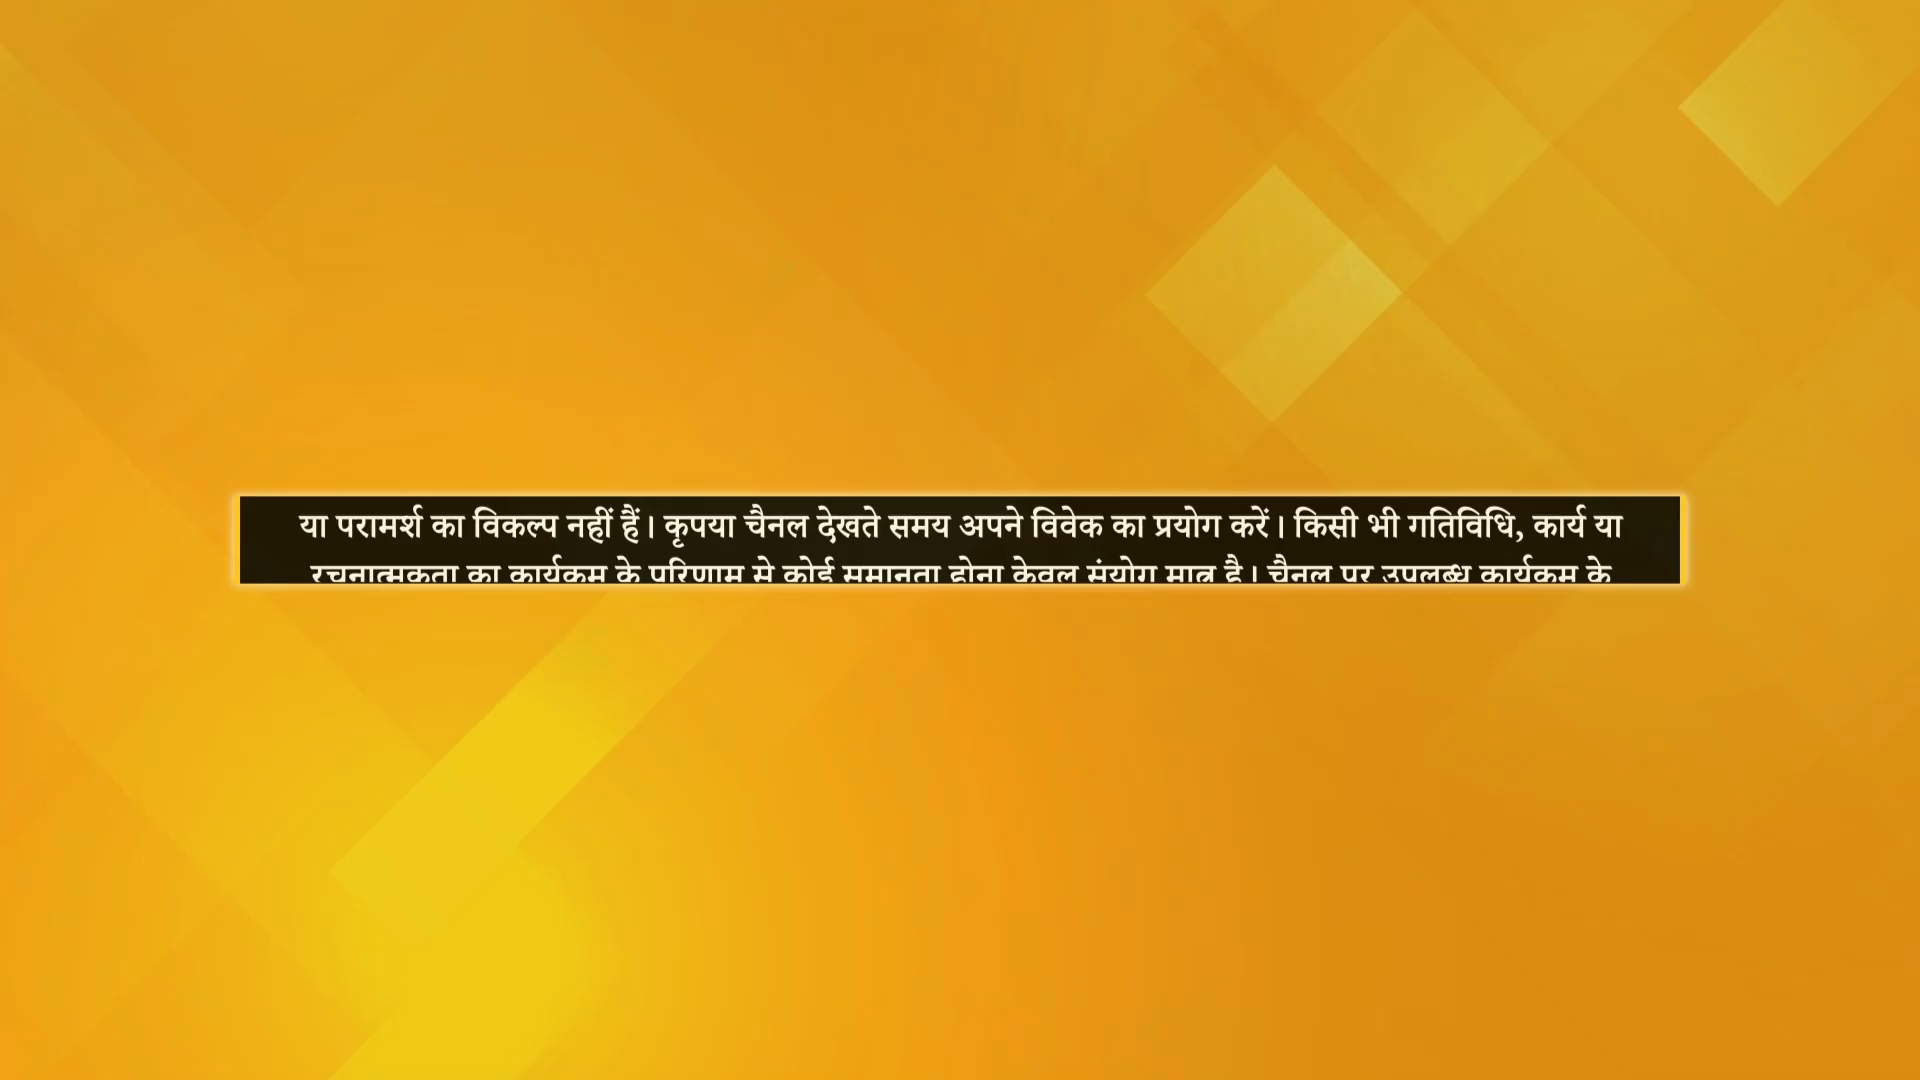 या परामर्श का विकल्प नहीं हैं। कृपया चैनल देखते समय अपने विवेक का प्रयोग करें। किसी भी गतिविधि, कार्य या
रचनात्मकता का कार्यक्रम के परिणाम से कोई समानता होना केवल संयोग मात्र है। चैनल पर उपलब्ध कार्यक्रम के